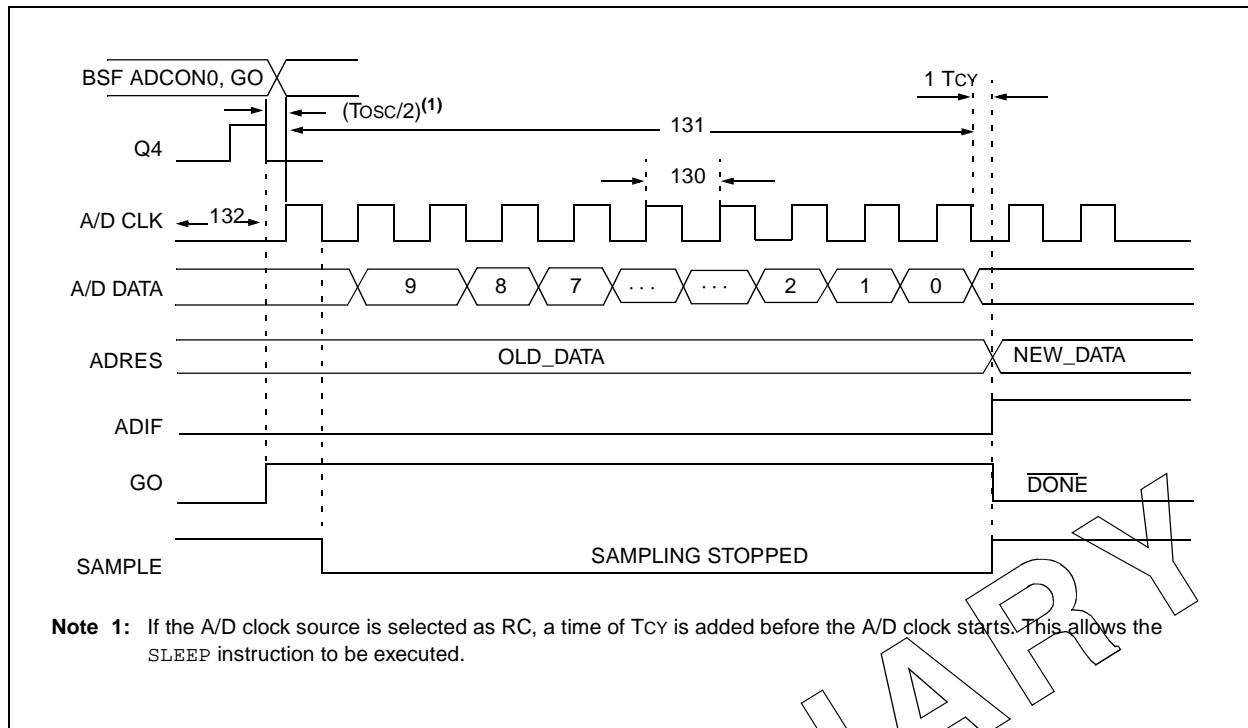 BSF ADCON0, GO
1 TCY
(TOSC/2)(1)
131
Q4
130
A/D CLK
132
A/D DATA
9 8 7 . . . . . . 2 1 0
ADRES
OLD_DATA
NEW_DATA
ADIF
GO
DONE
SAMPLE
SAMPLING STOPPED
Note 1: If the A/D clock source is selected as RC, a time of TCY is added before the A/D clock starts. This allows the
SLEEP instruction to be executed.
ARY